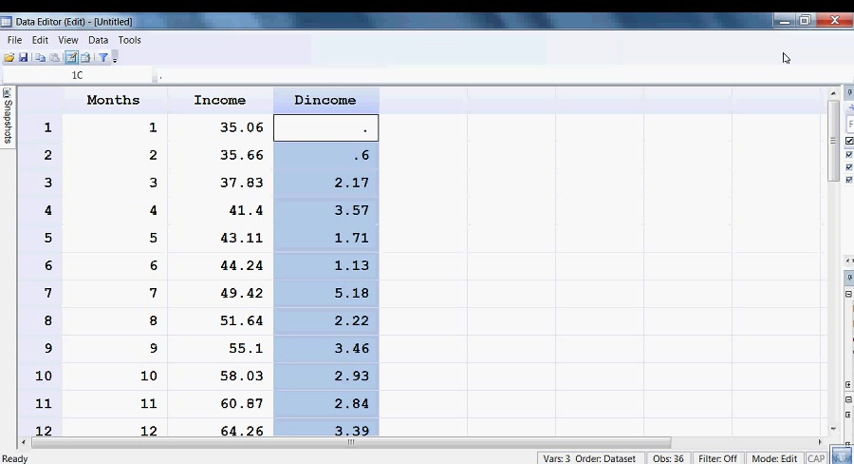 Data Editor (Edit) - [Untitled]
File Edit View Data Tools
1C .
Snapshots
Months Income Dincome
1 1 35.06 .
2 2 35.66 .6
3 3 37.83 2.17
4 4 41.4 3.57
5 5 43.11 1.71
6 6 44.24 1.13
7 7 49.42 5.18
8 8 51.64 2.22
9 9 55.1 3.46
10 10 58.03 2.93
11 11 60.87 2.84
12 12 64.26 3.39
Ready Vars: 3 Order: Dataset Obs: 36 Filter: Off Mode: Edit CAP